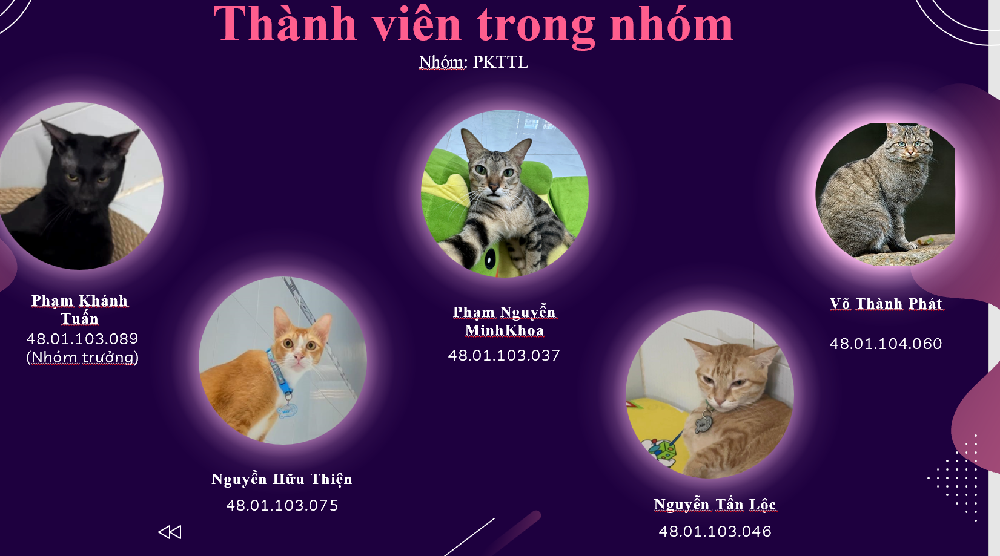 Thành viên trong nhóm
Nhóm: PKTTL
Phạm Khánh
Tuấn
48.01.103.089
(Nhóm trưởng)
Nguyễn Hữu Thiện
48.01.103.075
Phạm Nguyễn
MinhKhoa
48.01.103.037
Nguyễn Tấn Lộc
48.01.103.046
Võ Thành Phát
48.01.104.060